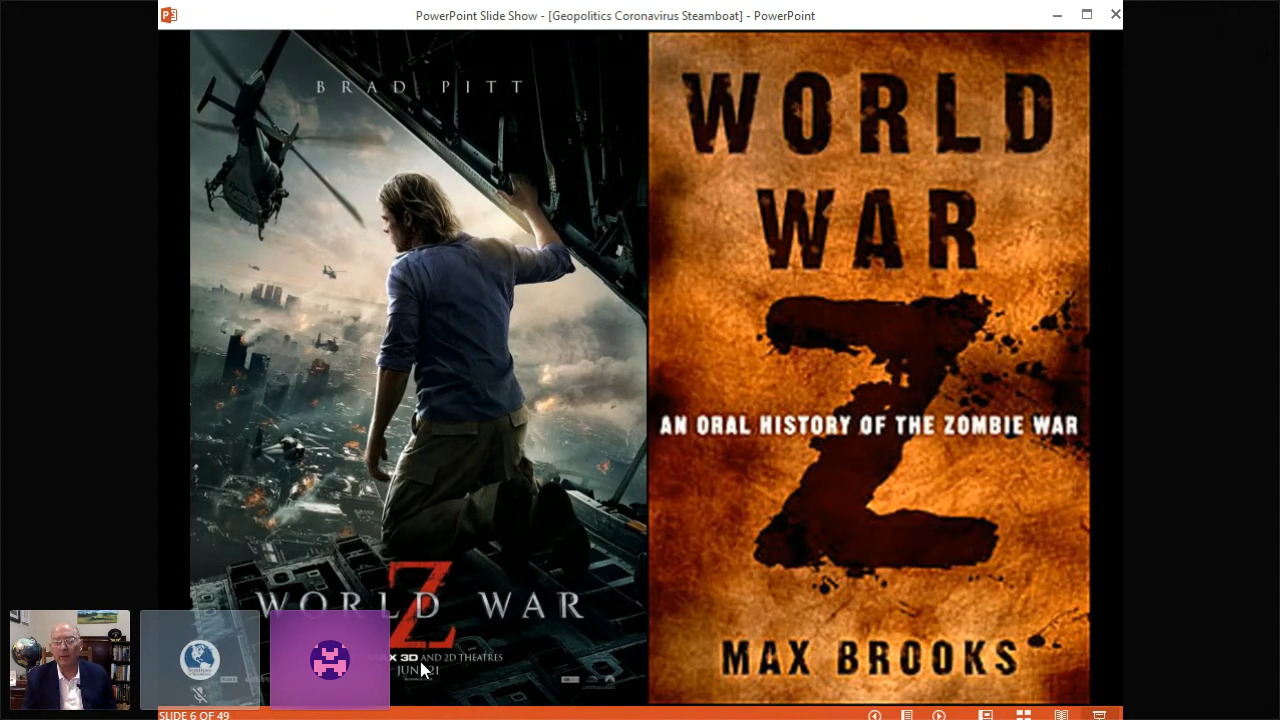 PowerPoint Slide Show - [Geopolitics Coronavirus Steamboat] - PowerPoint
BRAD PITT
WORLD WAR
Z
AND 2D THEATRES
WORLD
WAR
Z
AN ORAL HISTORY OF THE ZOMBIE WAR
MAX BROOKS
SLIDE 6 OF 49